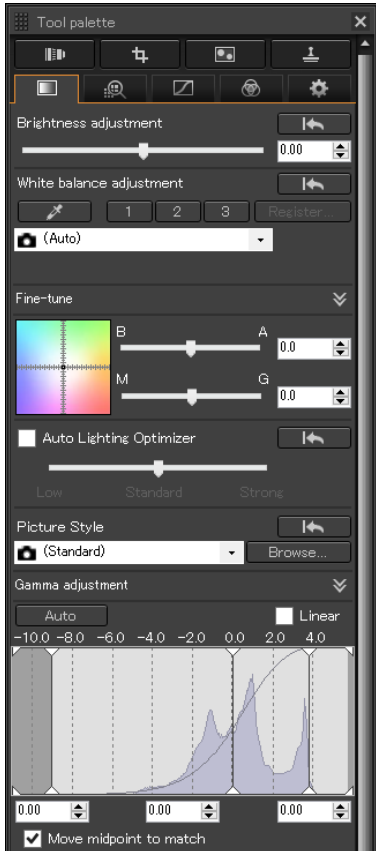 Tool palette
Brightness adjustment
0.00
White balance adjustment
1 2 3 Register...
(Auto)
Fine-tune
B A
0.0
M G
0.0
Auto Lighting Optimizer
Low Standard Strong
Picture Style
(Standard) Browse...
Gamma adjustment
Auto Linear
-10.0 -8.0 -6.0 -4.0 -2.0 0.0 2.0 4.0
0.00 0.00 0.00
Move midpoint to match